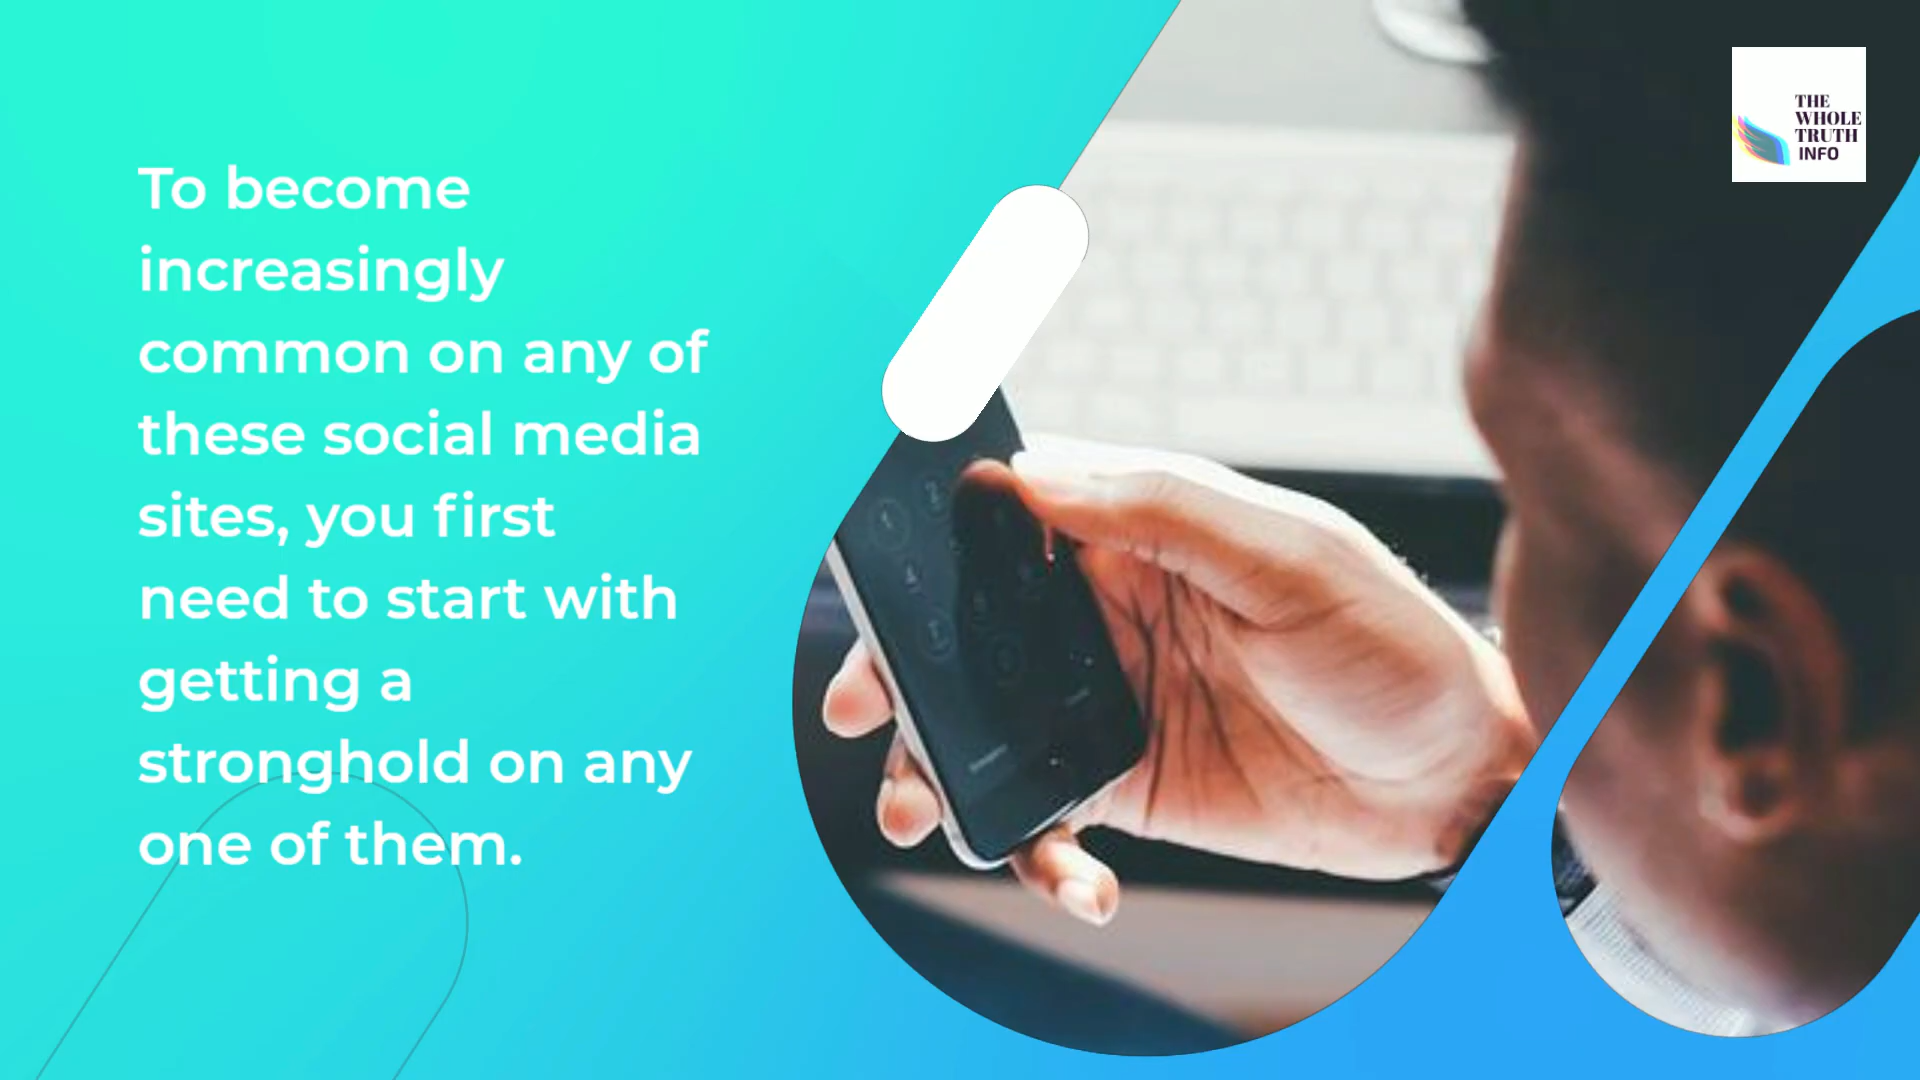 To become
increasingly
common on any of
these social media
sites, you first
need to start with
getting a
stronghold on any
one of them.
THE
WHOLE
TRUTH
INFO